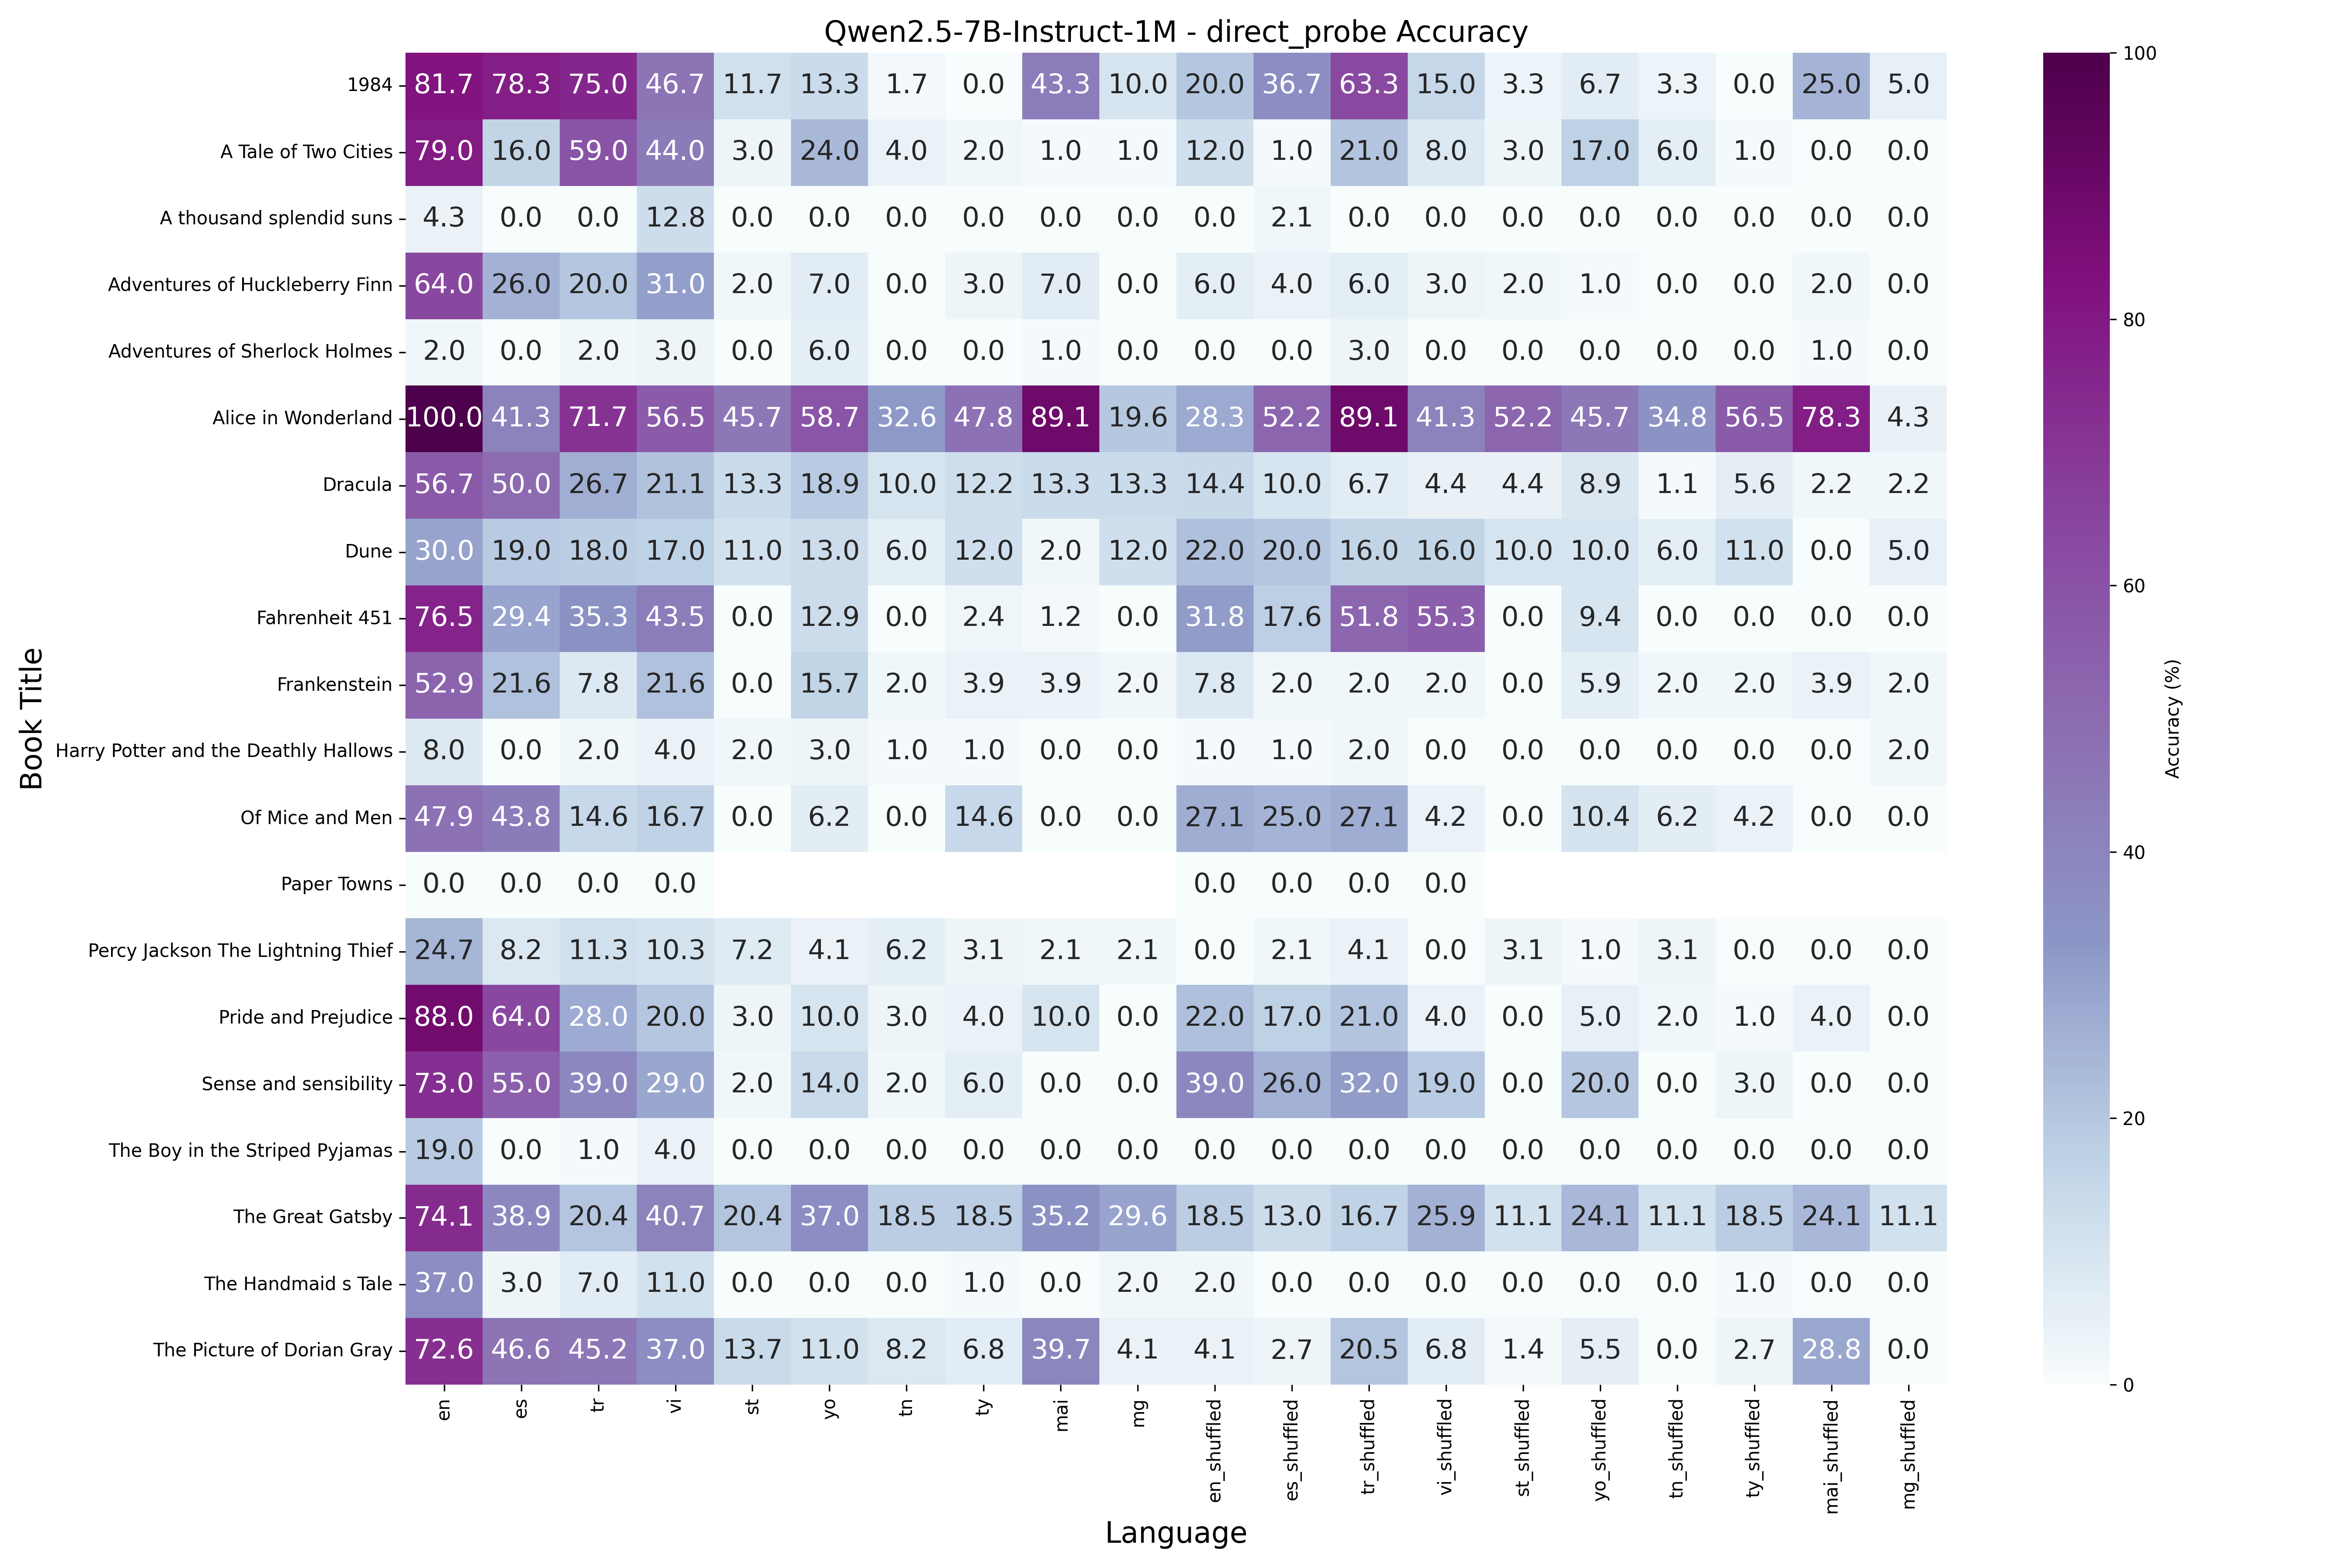 Qwen2.5-7B-Instruct-1M - direct_probe Accuracy
Book Title
1984 81.7 78.3 75.0 46.7 11.7 13.3 1.7 0.0 43.3 10.0 20.0 36.7 63.3 15.0 3.3 6.7 3.3 0.0 25.0 5.0
A Tale of Two Cities 79.0 16.0 59.0 44.0 3.0 24.0 4.0 2.0 1.0 1.0 12.0 1.0 21.0 8.0 3.0 17.0 6.0 1.0 0.0 0.0
A thousand splendid suns 4.3 0.0 0.0 12.8 0.0 0.0 0.0 0.0 0.0 0.0 0.0 2.1 0.0 0.0 0.0 0.0 0.0 0.0 0.0 0.0
Adventures of Huckleberry Finn 64.0 26.0 20.0 31.0 2.0 7.0 0.0 3.0 7.0 0.0 6.0 4.0 6.0 3.0 2.0 1.0 0.0 0.0 2.0 0.0
Adventures of Sherlock Holmes 2.0 0.0 2.0 3.0 0.0 6.0 0.0 0.0 1.0 0.0 0.0 0.0 3.0 0.0 0.0 0.0 0.0 0.0 1.0 0.0
Alice in Wonderland 100.0 41.3 71.7 56.5 45.7 58.7 32.6 47.8 89.1 19.6 28.3 52.2 89.1 41.3 52.2 45.7 34.8 56.5 78.3 4.3
Dracula 56.7 50.0 26.7 21.1 13.3 18.9 10.0 12.2 13.3 13.3 14.4 10.0 6.7 4.4 4.4 8.9 1.1 5.6 2.2 2.2
Dune 30.0 19.0 18.0 17.0 11.0 13.0 6.0 12.0 2.0 12.0 22.0 20.0 16.0 16.0 10.0 10.0 6.0 11.0 0.0 5.0
Fahrenheit 451 76.5 29.4 35.3 43.5 0.0 12.9 0.0 2.4 1.2 0.0 31.8 17.6 51.8 55.3 0.0 9.4 0.0 0.0 0.0 0.0
Frankenstein 52.9 21.6 7.8 21.6 0.0 15.7 2.0 3.9 3.9 2.0 7.8 2.0 2.0 2.0 0.0 5.9 2.0 2.0 3.9 2.0
Harry Potter and the Deathly Hallows 8.0 0.0 2.0 4.0 2.0 3.0 1.0 1.0 0.0 0.0 1.0 1.0 2.0 0.0 0.0 0.0 0.0 0.0 0.0 2.0
Of Mice and Men 47.9 43.8 14.6 16.7 0.0 6.2 0.0 14.6 0.0 0.0 27.1 25.0 27.1 4.2 0.0 10.4 6.2 4.2 0.0 0.0
Paper Towns 0.0 0.0 0.0 0.0 0.0 0.0 0.0 0.0
Percy Jackson The Lightning Thief 24.7 8.2 11.3 10.3 7.2 4.1 6.2 3.1 2.1 2.1 0.0 2.1 4.1 0.0 3.1 1.0 3.1 0.0 0.0 0.0
Pride and Prejudice 88.0 64.0 28.0 20.0 3.0 10.0 3.0 4.0 10.0 0.0 22.0 17.0 21.0 4.0 0.0 5.0 2.0 1.0 4.0 0.0
Sense and sensibility 73.0 55.0 39.0 29.0 2.0 14.0 2.0 6.0 0.0 0.0 39.0 26.0 32.0 19.0 0.0 20.0 0.0 3.0 0.0 0.0
The Boy in the Striped Pyjamas 19.0 0.0 1.0 4.0 0.0 0.0 0.0 0.0 0.0 0.0 0.0 0.0 0.0 0.0 0.0 0.0 0.0 0.0 0.0 0.0
The Great Gatsby 74.1 38.9 20.4 40.7 20.4 37.0 18.5 18.5 35.2 29.6 18.5 13.0 16.7 25.9 11.1 24.1 11.1 18.5 24.1 11.1
The Handmaid s Tale 37.0 3.0 7.0 11.0 0.0 0.0 0.0 1.0 0.0 2.0 2.0 0.0 0.0 0.0 0.0 0.0 0.0 1.0 0.0 0.0
The Picture of Dorian Gray 72.6 46.6 45.2 37.0 13.7 11.0 8.2 6.8 39.7 4.1 4.1 2.7 20.5 6.8 1.4 5.5 0.0 2.7 28.8 0.0
en es tr vi st yo tn ty mai mg en_shuffled es_shuffled tr_shuffled vi_shuffled st_shuffled yo_shuffled tn_shuffled ty_shuffled mai_shuffled mg_shuffled
Language
100
80
60
40
20
0
Accuracy (%)